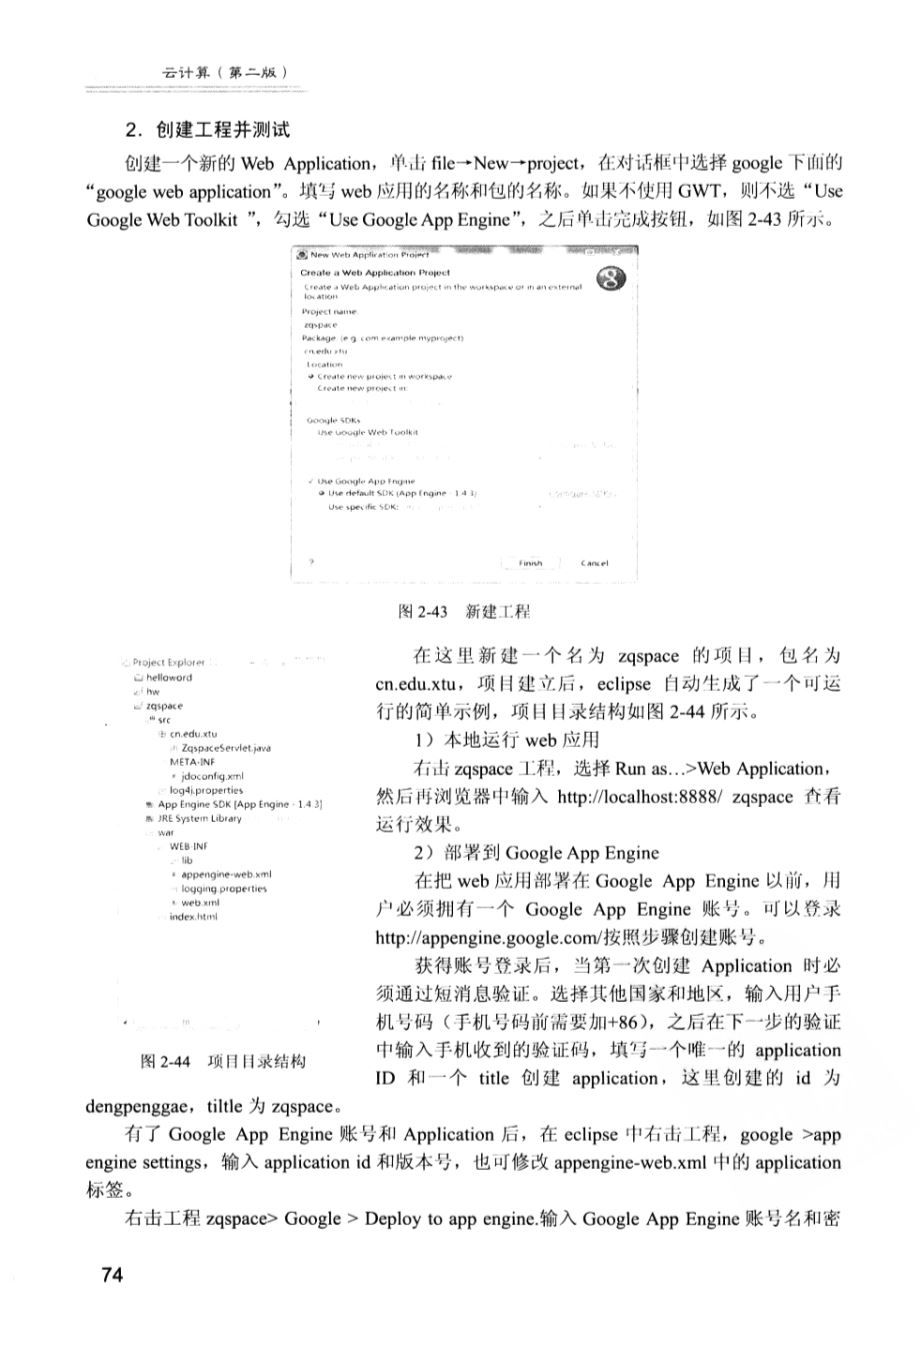 云计算（第二版）
2．创建工程并测试
创建一个新的 Web Application，单击 file→New→project，在对话框中选择 google 下面的
“google web application”。填写 web 应用的名称和包的名称。如果不使用 GWT，则不选“Use
Google Web Toolkit ”，勾选“Use Google App Engine”，之后单击完成按钮，如图 2-43 所示。
New Web Application Project
Create a Web Application Project
Create a Web Application project in the workspace or in an external
location
Project name:
zqspace
Package (e.g. com.example.myproject)
cn.edu.xtu
Location
Create new project in workspace
Create new project in:
Google SDKs
Use Google Web Toolkit
Use Google App Engine
Use default SDK (App Engine - 1.4.3)
Use specific SDK:
?
Finish Cancel
图 2-43 新建工程
Project Explorer
helloword
hw
zqspace
src
cn.edu.xtu
ZqspaceServlet.java
META-INF
jdoconfig.xml
log4j.properties
App Engine SDK [App Engine - 1.4.3]
JRE System Library
war
WEB-INF
lib
appengine-web.xml
logging.properties
web.xml
index.html
图 2-44 项目目录结构
在这里新建一个名为 zqspace 的项目，包名为
cn.edu.xtu，项目建立后，eclipse 自动生成了一个可运
行的简单示例，项目目录结构如图 2-44 所示。
1）本地运行 web 应用
右击 zqspace 工程，选择 Run as…>Web Application，
然后再浏览器中输入 http://localhost:8888/ zqspace 查看
运行效果。
2）部署到 Google App Engine
在把 web 应用部署在 Google App Engine 以前，用
户必须拥有一个 Google App Engine 账号。可以登录
http://appengine.google.com/按照步骤创建账号。
获得账号登录后，当第一次创建 Application 时必
须通过短消息验证。选择其他国家和地区，输入用户手
机号码（手机号码前需要加+86），之后在下一步的验证
中输入手机收到的验证码，填写一个唯一的 application
ID 和一个 title 创建 application，这里创建的 id 为
dengpenggae，tiltle 为 zqspace。
有了 Google App Engine 账号和 Application 后，在 eclipse 中右击工程，google >app
engine settings，输入 application id 和版本号，也可修改 appengine-web.xml 中的 application
标签。
右击工程 zqspace> Google > Deploy to app engine.输入 Google App Engine 账号名和密
74